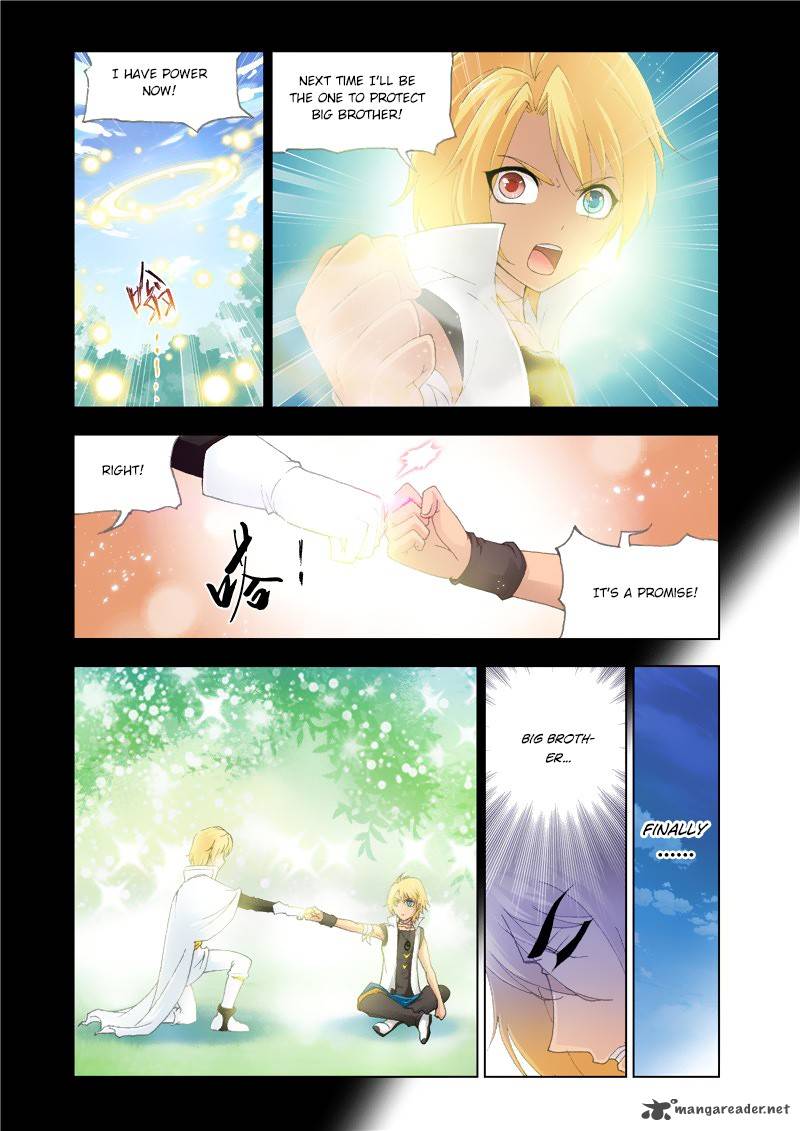 I HAVE POWER
NOW!
NEXT TIME I'LL BE
THE ONE TO PROTECT
BIG BROTHER!
RIGHT!
哈
IT'S A PROMISE!
BIG BROTH-
ER...
FINALLY
......
mangareader.net